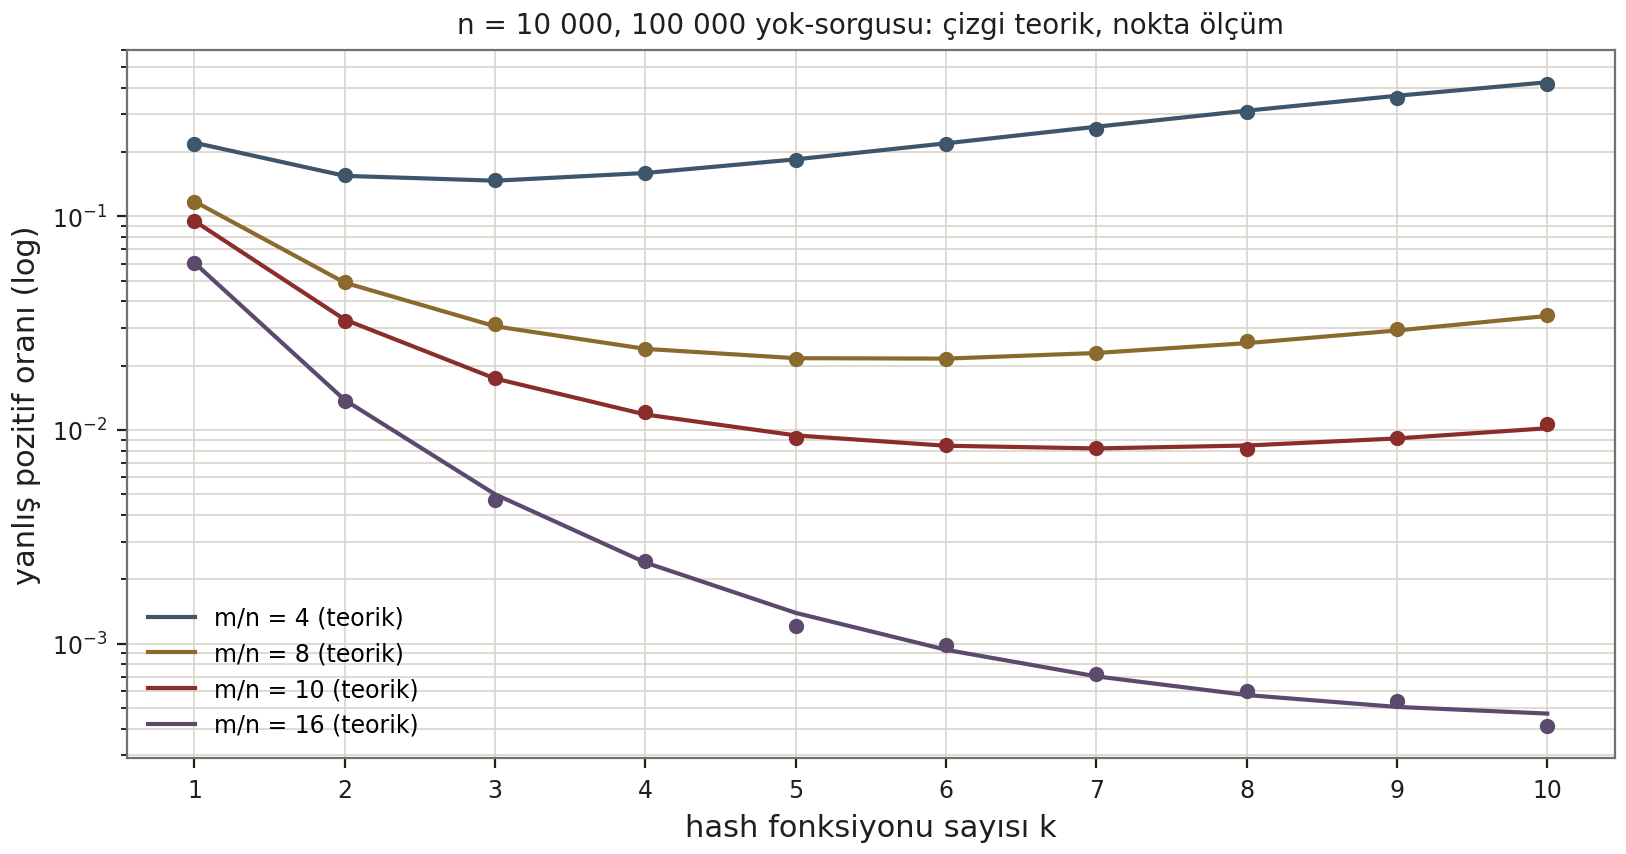 n = 10 000, 100 000 yok-sorgusu: çizgi teorik, nokta ölçüm
yanlış pozitif oranı (log)
10⁻¹
10⁻²
10⁻³
m/n = 4 (teorik)
m/n = 8 (teorik)
m/n = 10 (teorik)
m/n = 16 (teorik)
1 2 3 4 5 6 7 8 9 10
hash fonksiyonu sayısı k